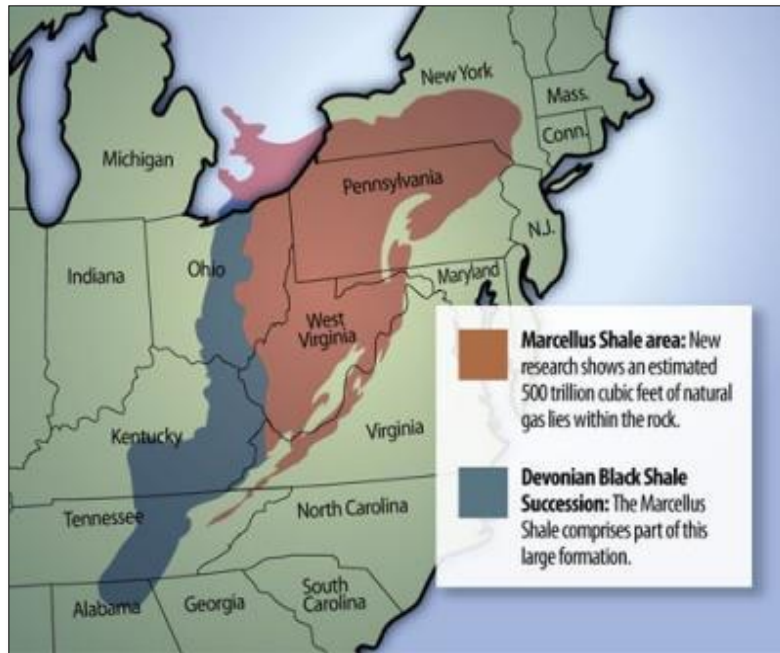 New York
Mass.
Michigan
Conn.
Pennsylvania
N.J.
Indiana
Ohio
Maryland
West
Virginia
Kentucky
Virginia
Tennessee
North Carolina
Alabama
Georgia
South
Carolina
Marcellus Shale area: New
research shows an estimated
500 trillion cubic feet of natural
gas lies within the rock.
Devonian Black Shale
Succession: The Marcellus
Shale comprises part of this
large formation.